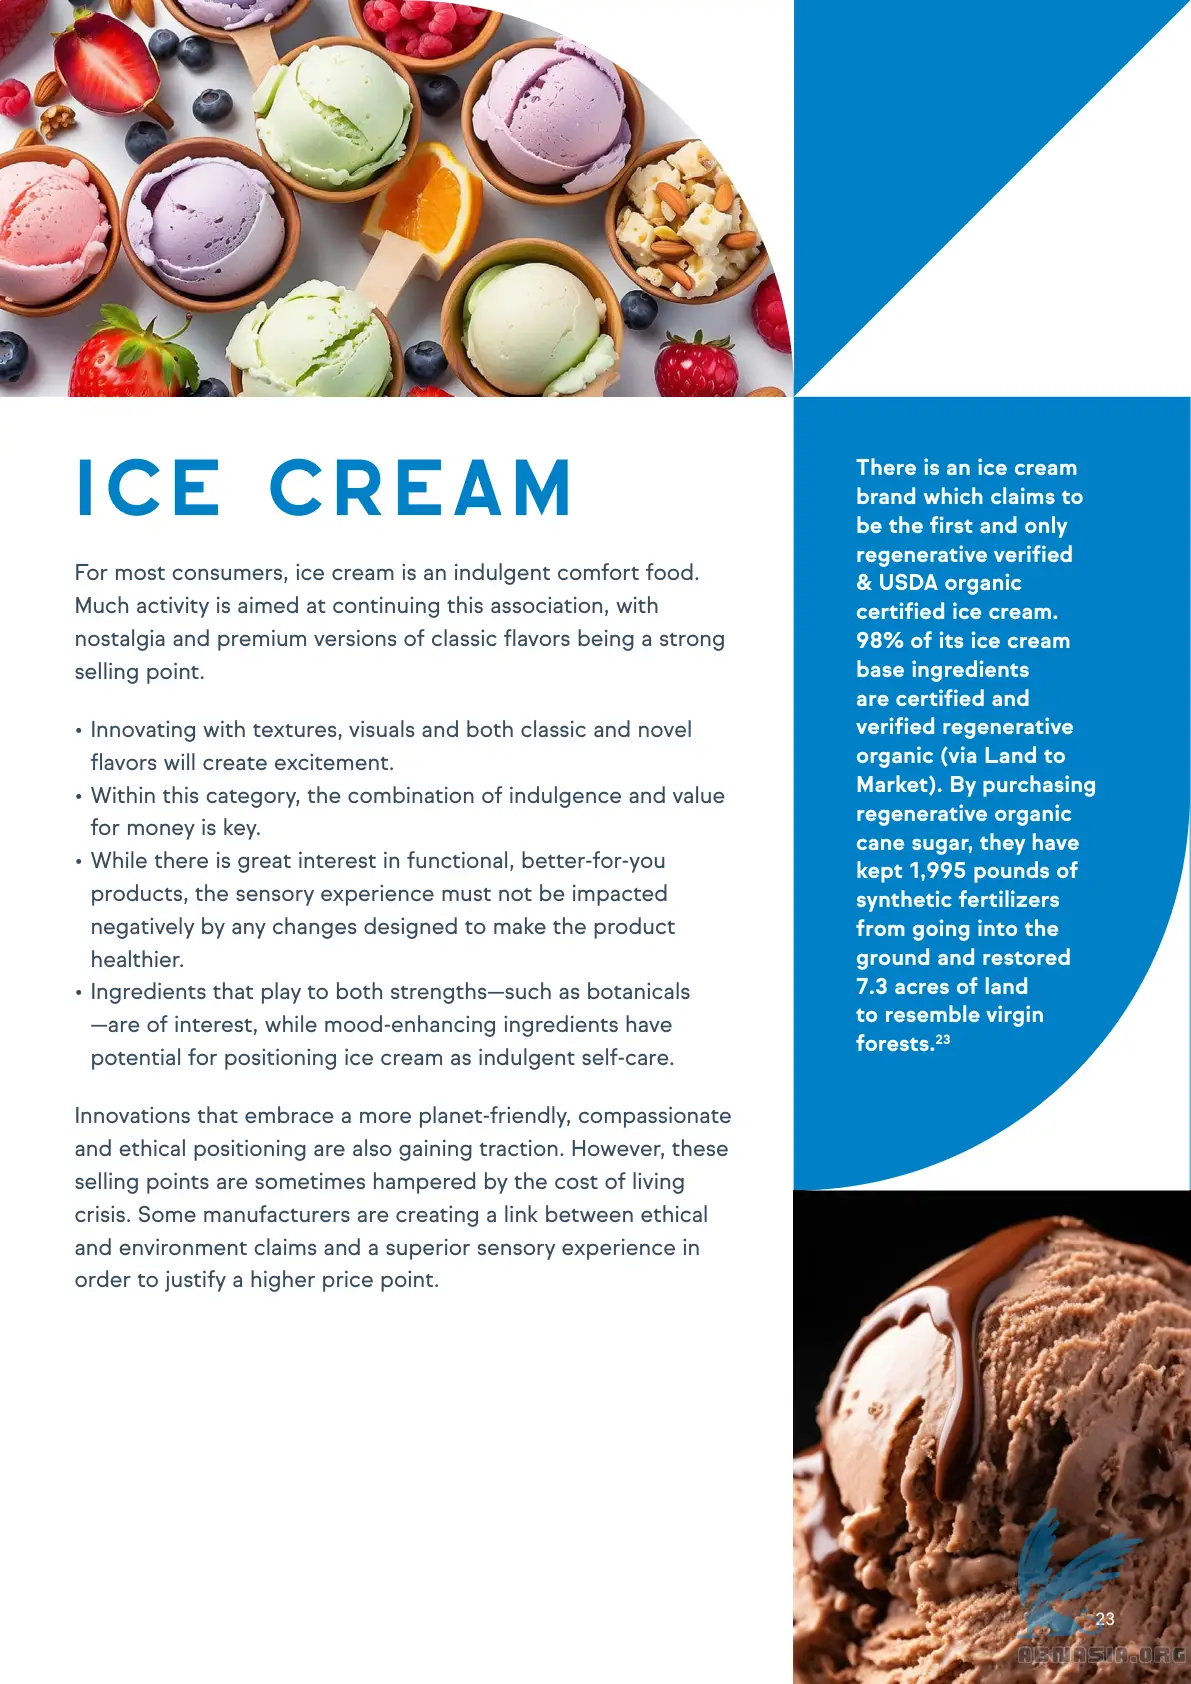 ICE CREAM
For most consumers, ice cream is an indulgent comfort food.
Much activity is aimed at continuing this association, with
nostalgia and premium versions of classic flavors being a strong
selling point.
• Innovating with textures, visuals and both classic and novel
flavors will create excitement.
• Within this category, the combination of indulgence and value
for money is key.
• While there is great interest in functional, better-for-you
products, the sensory experience must not be impacted
negatively by any changes designed to make the product
healthier.
• Ingredients that play to both strengths—such as botanicals
—are of interest, while mood-enhancing ingredients have
potential for positioning ice cream as indulgent self-care.
Innovations that embrace a more planet-friendly, compassionate
and ethical positioning are also gaining traction. However, these
selling points are sometimes hampered by the cost of living
crisis. Some manufacturers are creating a link between ethical
and environment claims and a superior sensory experience in
order to justify a higher price point.
There is an ice cream
brand which claims to
be the first and only
regenerative verified
& USDA organic
certified ice cream.
98% of its ice cream
base ingredients
are certified and
verified regenerative
organic (via Land to
Market). By purchasing
regenerative organic
cane sugar, they have
kept 1,995 pounds of
synthetic fertilizers
from going into the
ground and restored
7.3 acres of land
to resemble virgin
forests.²³
23
ABNASIA.ORG